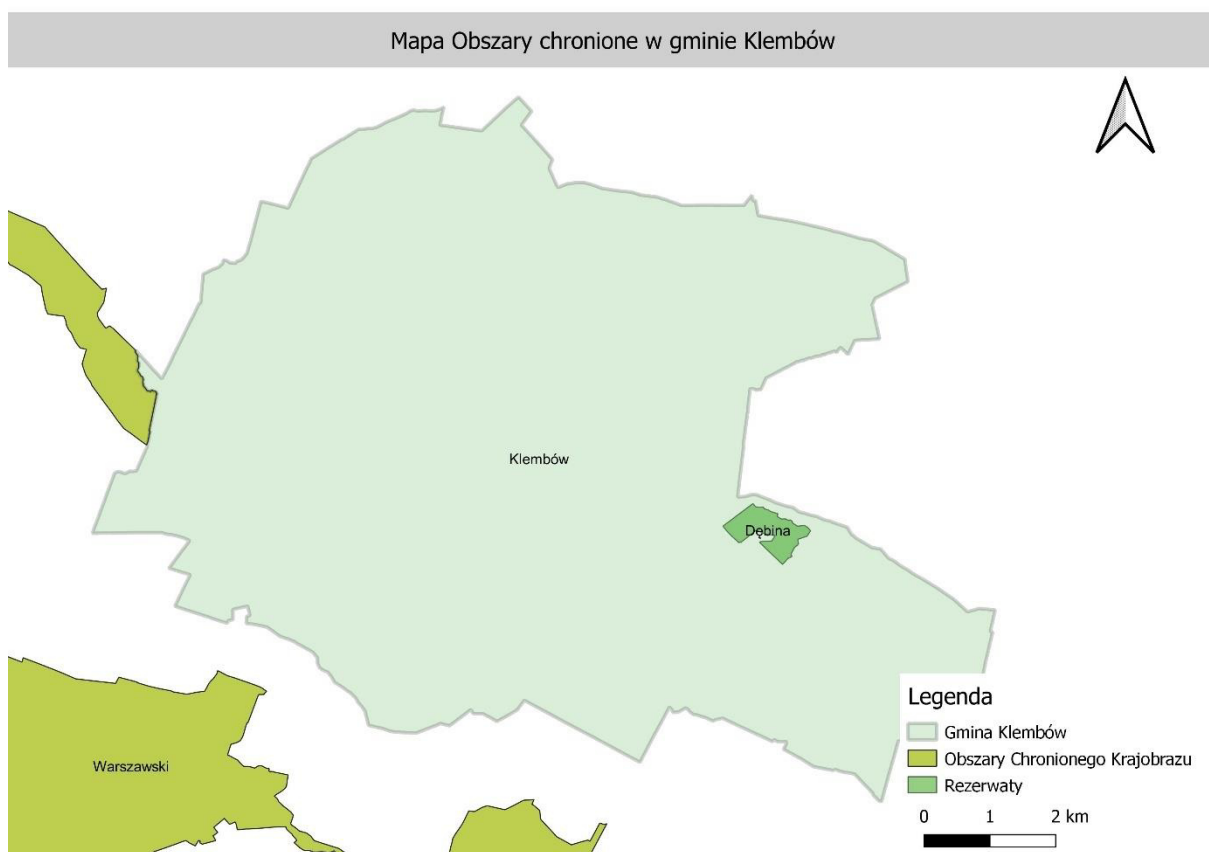 Mapa Obszary chronione w gminie Klembów
Klembów
Dębina
Warszawski
Legenda
Gmina Klembów
Obszary Chronionego Krajobrazu
Rezerwaty
0 1 2 km